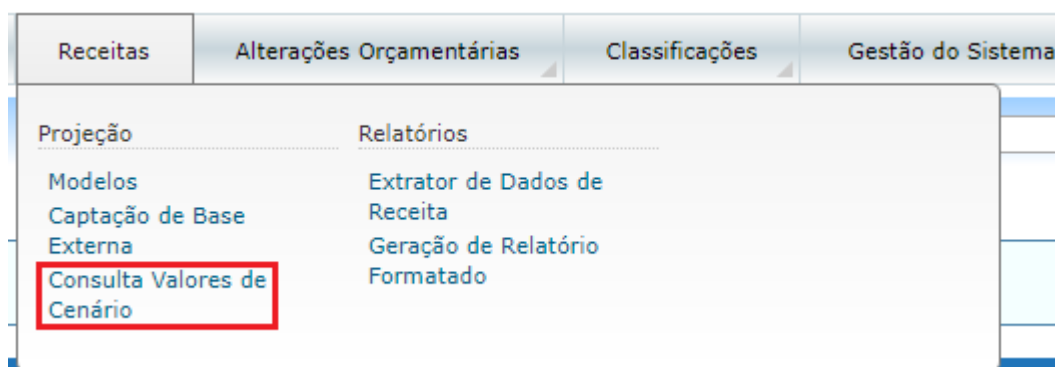 Receitas Alterações Orçamentárias Classificações Gestão do Sistema
Projeção
Modelos
Captação de Base
Externa
Consulta Valores de
Cenário
Relatórios
Extrator de Dados de
Receita
Geração de Relatório
Formatado